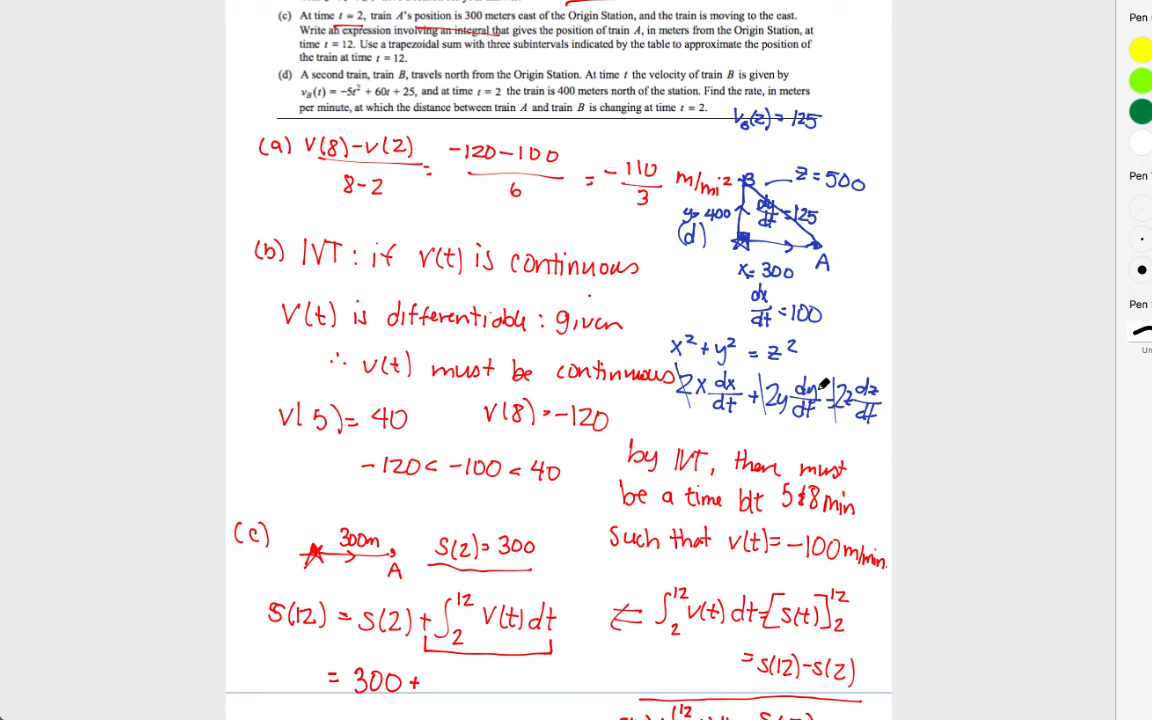 (c) At time t = 2, train A's position is 300 meters east of the Origin Station, and the train is moving to the east.
Write an expression involving an integral that gives the position of train A, in meters from the Origin Station, at
time t = 12. Use a trapezoidal sum with three subintervals indicated by the table to approximate the position of
the train at time t = 12.
(d) A second train, train B, travels north from the Origin Station. At time t the velocity of train B is given by
v_B(t) = −5t² + 60t + 25, and at time t = 2 the train is 400 meters north of the station. Find the rate, in meters
per minute, at which the distance between train A and train B is changing at time t = 2.
V_B(2) = 125
(a) V(8)-v(2) / 8-2 = -120-100 / 6 = -110 / 3 m/mi²
B z = 500
y= 400 dy/dt = 125
(d)
A
x= 300
dx/dt = 100
(b) IVT: if V(t) is continuous
V(t) is differentiable: given
∴ v(t) must be continuous
x² + y² = z²
2x dx/dt + 2y dy/dt = 2z dz/dt
V(5) = 40 V(8) = -120
-120 < -100 < 40
by IVT, there must
be a time bt 5&8 min
such that v(t) = -100 m/min.
(c) 300m S(2) = 300
A
S(12) = S(2) + ∫₂¹² V(t) dt
= 300 +
∫₂¹² v(t) dt = [s(t)]₂¹²
= s(12)-s(2)
Pen
Pen
Pen